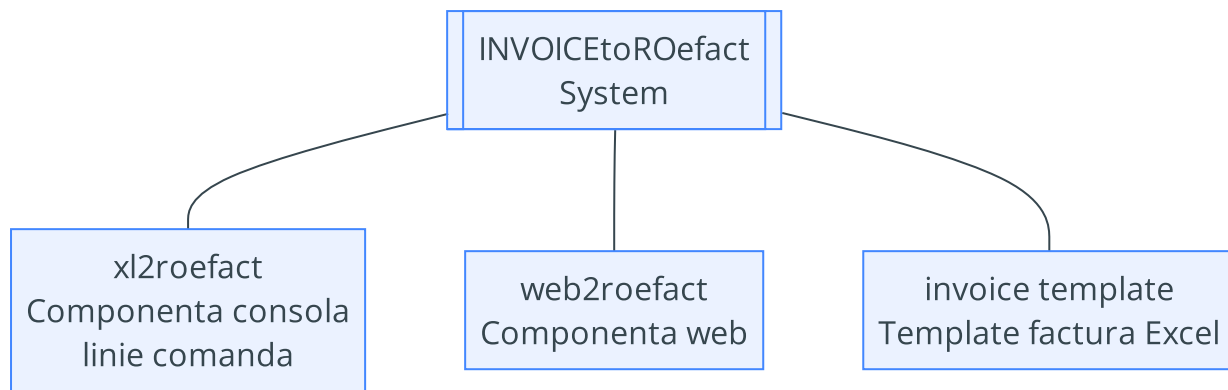 INVOICEtoROefact
System
xl2roefact
Componenta consola
linie comanda
web2roefact
Componenta web
invoice template
Template factura Excel